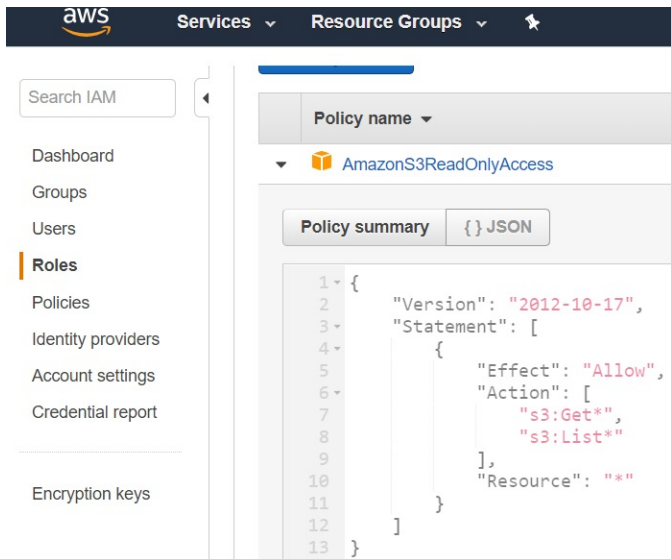 aws
Services
Resource Groups
Search IAM
Dashboard
Groups
Users
Roles
Policies
Identity providers
Account settings
Credential report
Encryption keys
Policy name
AmazonS3ReadOnlyAccess
Policy summary
{ } JSON
1 {
2 "Version": "2012-10-17",
3 "Statement": [
4 {
5 "Effect": "Allow",
6 "Action": [
7 "s3:Get*",
8 "s3:List*"
9 ],
10 "Resource": "*"
11 }
12 ]
13 }